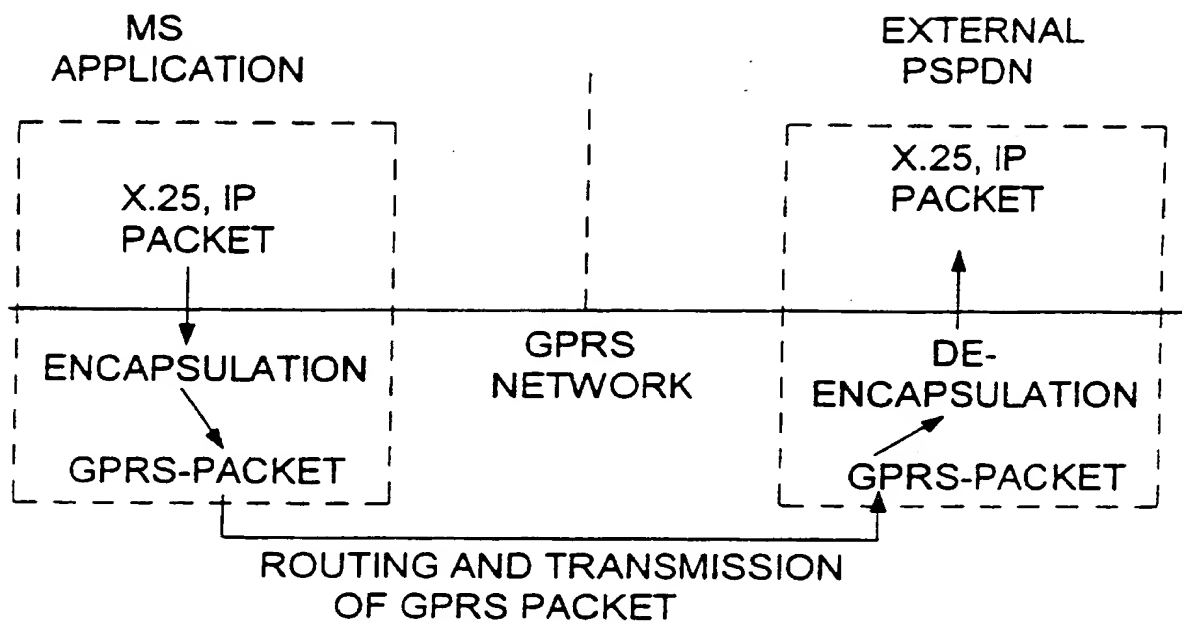 MS
APPLICATION
EXTERNAL
PSPDN
X.25, IP
PACKET
X.25, IP
PACKET
ENCAPSULATION
GPRS
NETWORK
DE-
ENCAPSULATION
GPRS-PACKET
GPRS-PACKET
ROUTING AND TRANSMISSION
OF GPRS PACKET